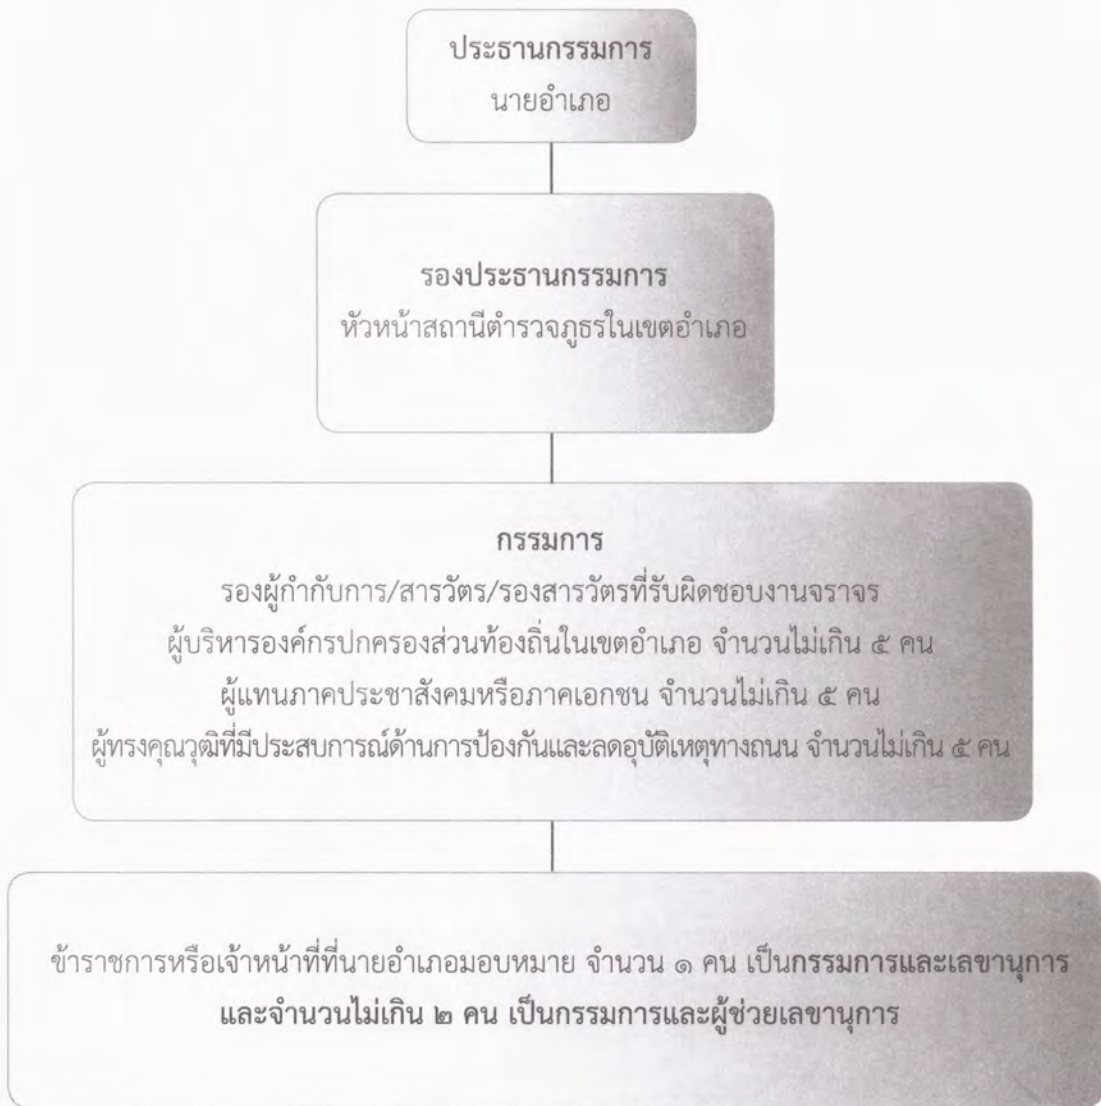 ประธานกรรมการ
นายอำเภอ
รองประธานกรรมการ
หัวหน้าสถานีตำรวจภูธรในเขตอำเภอ
กรรมการ
รองผู้กำกับการ/สารวัตร/รองสารวัตรที่รับผิดชอบงานจราจร
ผู้บริหารองค์กรปกครองส่วนท้องถิ่นในเขตอำเภอ จำนวนไม่เกิน ๕ คน
ผู้แทนภาคประชาสังคมหรือภาคเอกชน จำนวนไม่เกิน ๕ คน
ผู้ทรงคุณวุฒิที่มีประสบการณ์ด้านการป้องกันและลดอุบัติเหตุทางถนน จำนวนไม่เกิน ๕ คน
ข้าราชการหรือเจ้าหน้าที่ที่นายอำเภอมอบหมาย จำนวน ๑ คน เป็นกรรมการและเลขานุการ
และจำนวนไม่เกิน ๒ คน เป็นกรรมการและผู้ช่วยเลขานุการ